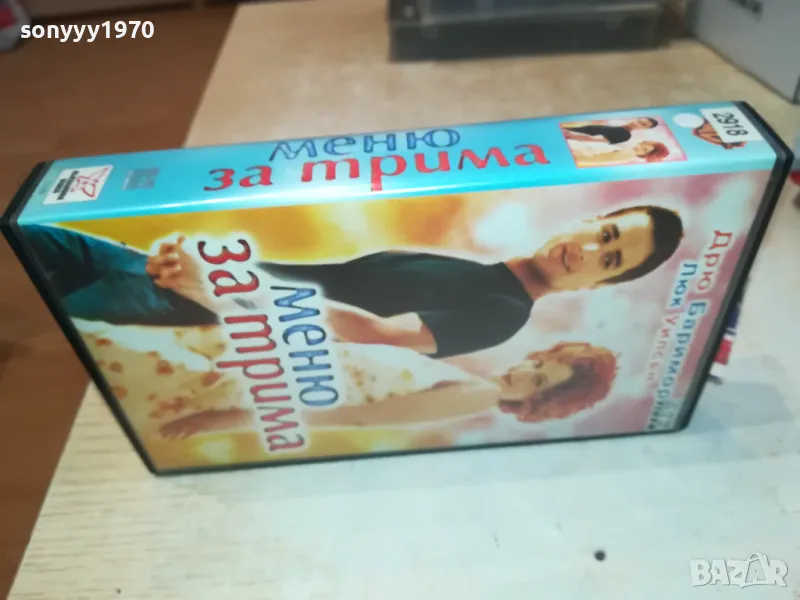 sonyyy1970
меню
за трима
2918
Дрю Баримор
Люк Уилсън
меню
за трима
BAZAR